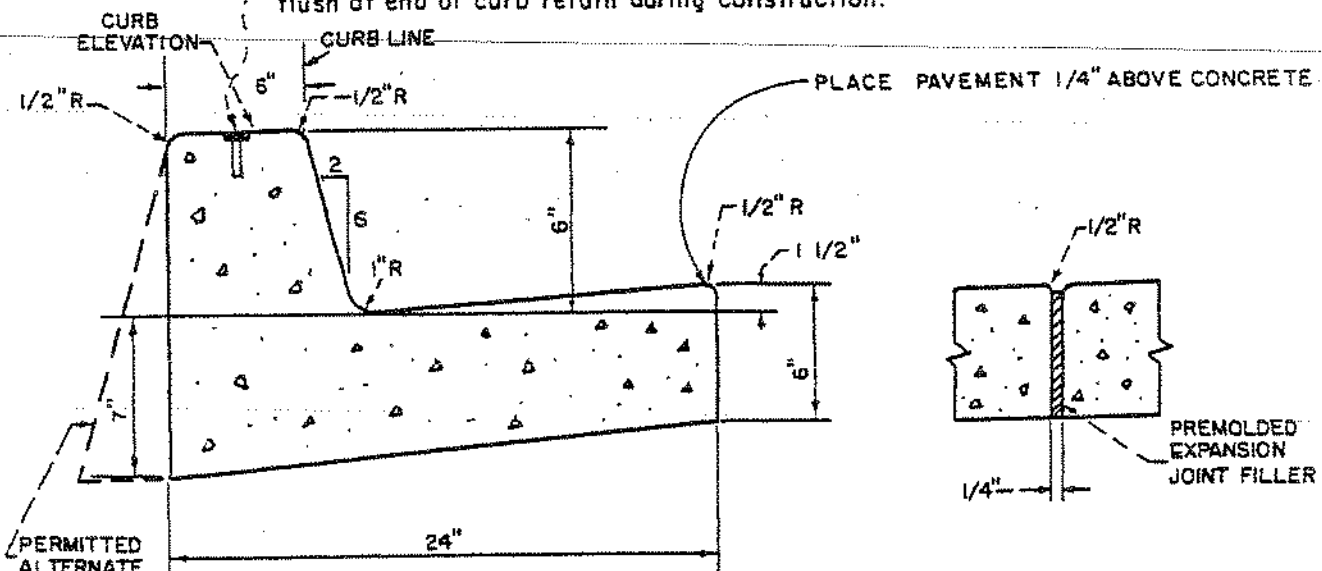 flush at end of curb return during construction.
CURB
ELEVATION
CURB LINE
6"
1/2" R
1/2" R
PLACE PAVEMENT 1/4" ABOVE CONCRETE
2
6
6"
1/2" R
1 1/2"
1/2" R
1" R
7"
6"
PREMOLDED
EXPANSION
JOINT FILLER
1/4"
24"
PERMITTED
ALTERNATE